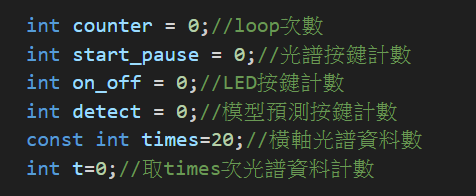 int counter = 0;//loop次數
int start_pause = 0;//光譜按鍵計數
int on_off = 0;//LED按鍵計數
int detect = 0;//模型預測按鍵計數
const int times=20;//橫軸光譜資料數
int t=0;//取times次光譜資料計數